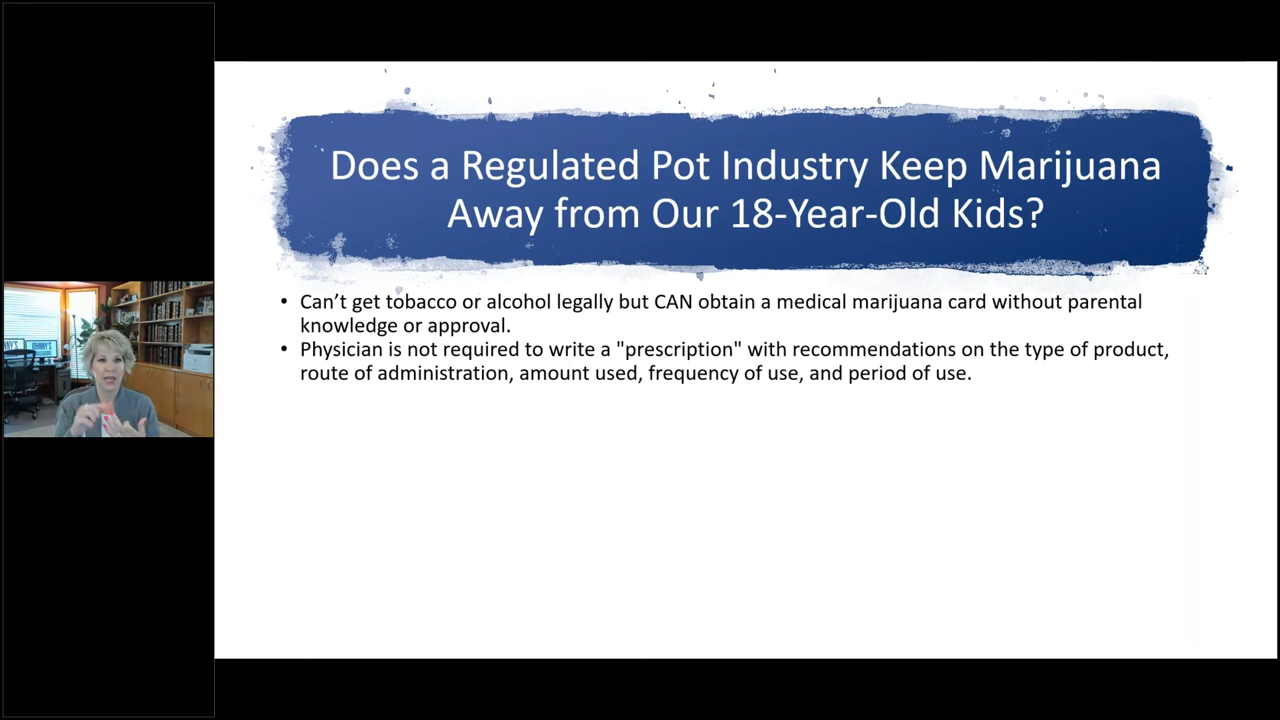 Does a Regulated Pot Industry Keep Marijuana
Away from Our 18-Year-Old Kids?
• Can’t get tobacco or alcohol legally but CAN obtain a medical marijuana card without parental
knowledge or approval.
• Physician is not required to write a "prescription" with recommendations on the type of product,
route of administration, amount used, frequency of use, and period of use.
JOHNNY'S